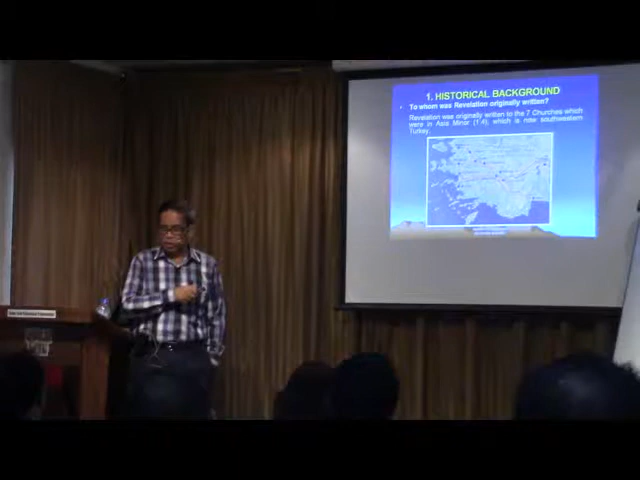 1. HISTORICAL BACKGROUND
To whom was Revelation originally written?
Revelation was originally written to the 7 Churches which
were in Asia Minor (1:4), which is now southwestern
Turkey.